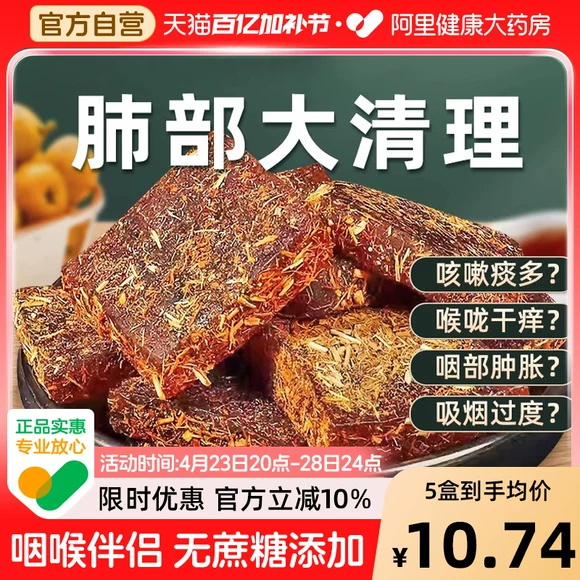 官方自营
天猫百亿加补节
阿里健康大药房
肺部大清理
咳嗽痰多?
喉咙干痒?
咽部肿胀?
吸烟过度?
正品实惠
专业放心
活动时间:4月23日20点-28日24点
限时优惠 官方立减10%
5盒到手均价
咽喉伴侣 无蔗糖添加
¥10.74